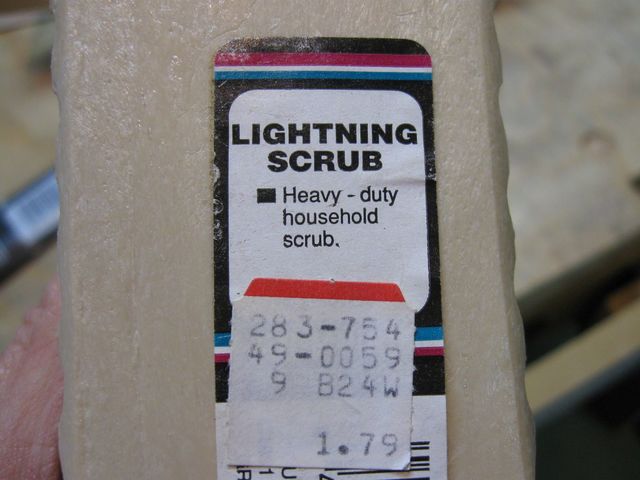 LIGHTNING
SCRUB
Heavy - duty
household
scrub.
283-754
49-0059
9 B24W
1.79